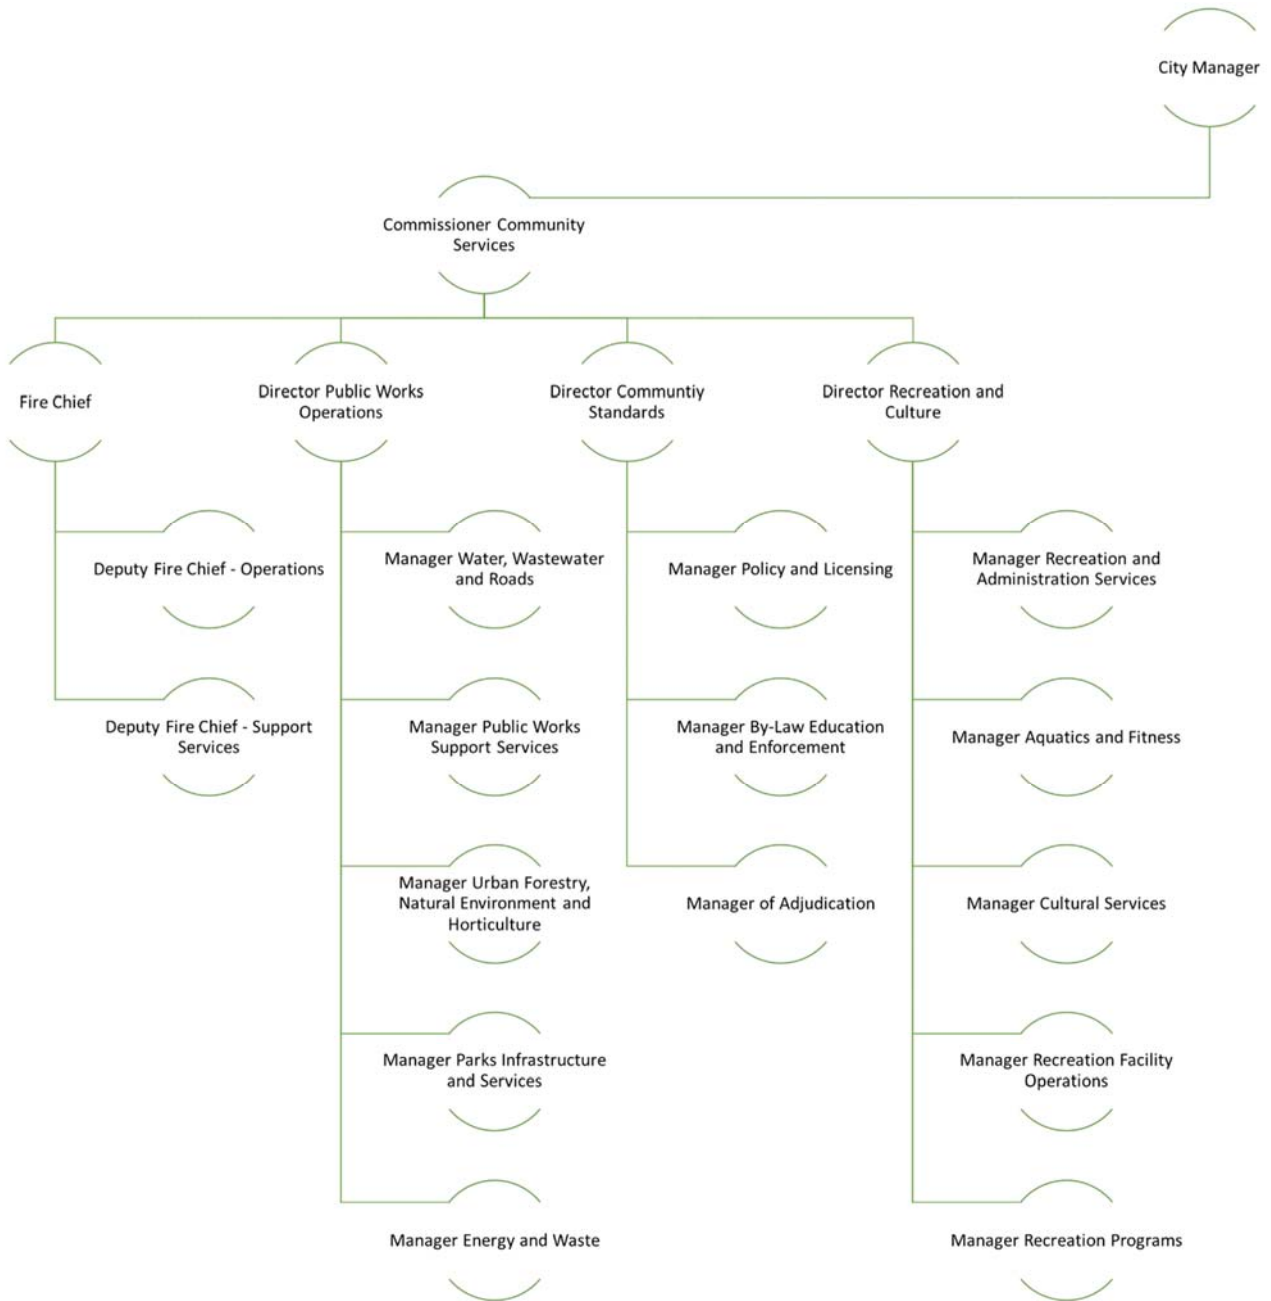 City Manager
Commissioner Community
Services
Fire Chief
Director Public Works
Operations
Director Communtiy
Standards
Director Recreation and
Culture
Deputy Fire Chief - Operations
Manager Water, Wastewater
and Roads
Manager Policy and Licensing
Manager Recreation and
Administration Services
Deputy Fire Chief - Support
Services
Manager Public Works
Support Services
Manager By-Law Education
and Enforcement
Manager Aquatics and Fitness
Manager Urban Forestry,
Natural Environment and
Horticulture
Manager of Adjudication
Manager Cultural Services
Manager Parks Infrastructure
and Services
Manager Recreation Facility
Operations
Manager Energy and Waste
Manager Recreation Programs